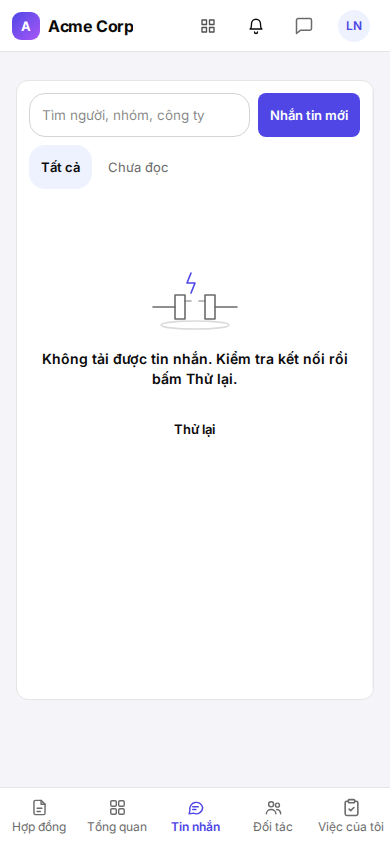 A Acme Corp LN
Tìm người, nhóm, công ty
Nhắn tin mới
Tất cả Chưa đọc
Không tải được tin nhắn. Kiểm tra kết nối rồi
bấm Thử lại.
Thử lại
Hợp đồng Tổng quan Tin nhắn Đối tác Việc của tôi